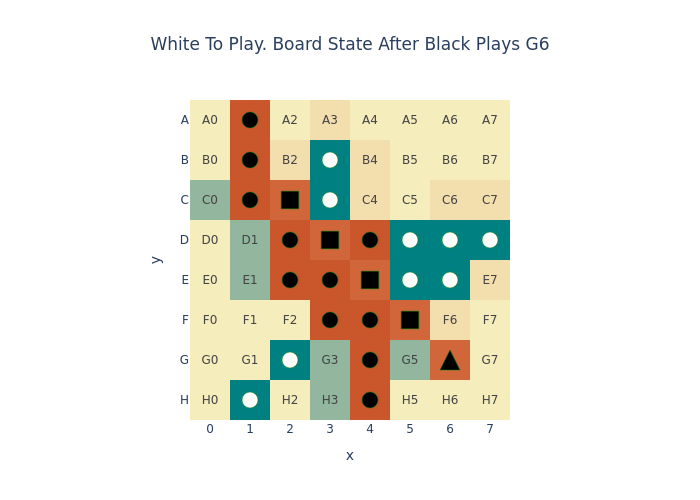 White To Play. Board State After Black Plays G6
A A0 A2 A3 A4 A5 A6 A7
B B0 B2 B4 B5 B6 B7
C C0 C4 C5 C6 C7
D D0 D1
E E0 E1 E7
F F0 F1 F2 F6 F7
G G0 G1 G3 G5 G7
H H0 H2 H3 H5 H6 H7
0 1 2 3 4 5 6 7
x
y